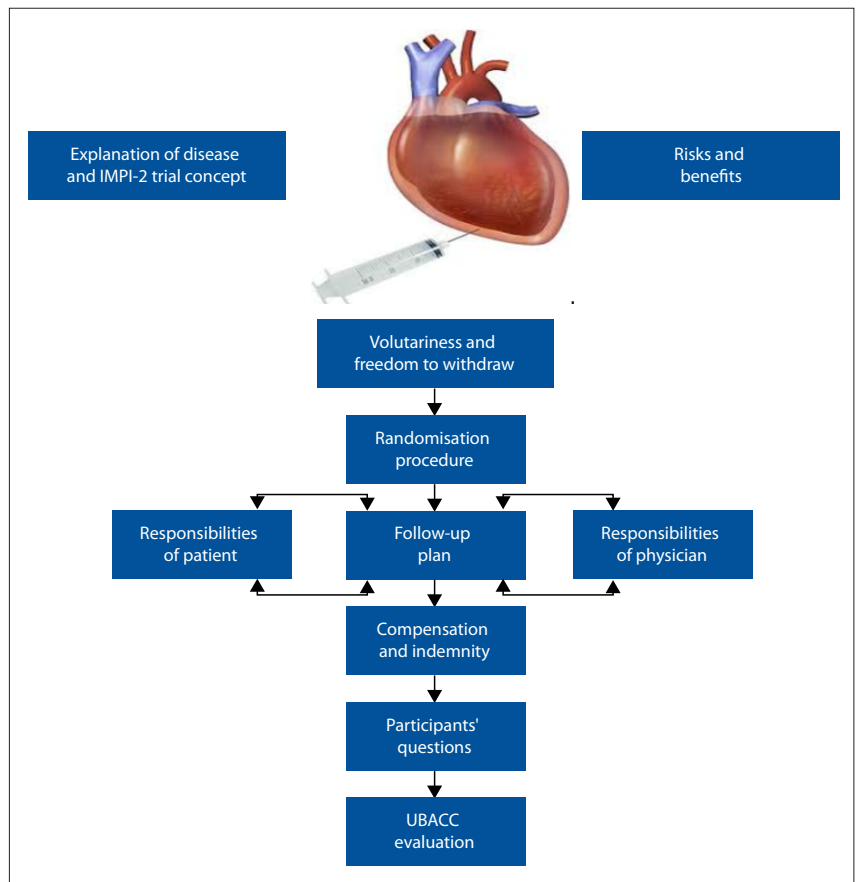 Explanation of disease
and IMPI-2 trial concept
Risks and
benefits
Volutariness and
freedom to withdraw
Randomisation
procedure
Responsibilities
of patient
Follow-up
plan
Responsibilities
of physician
Compensation
and indemnity
Participants'
questions
UBACC
evaluation